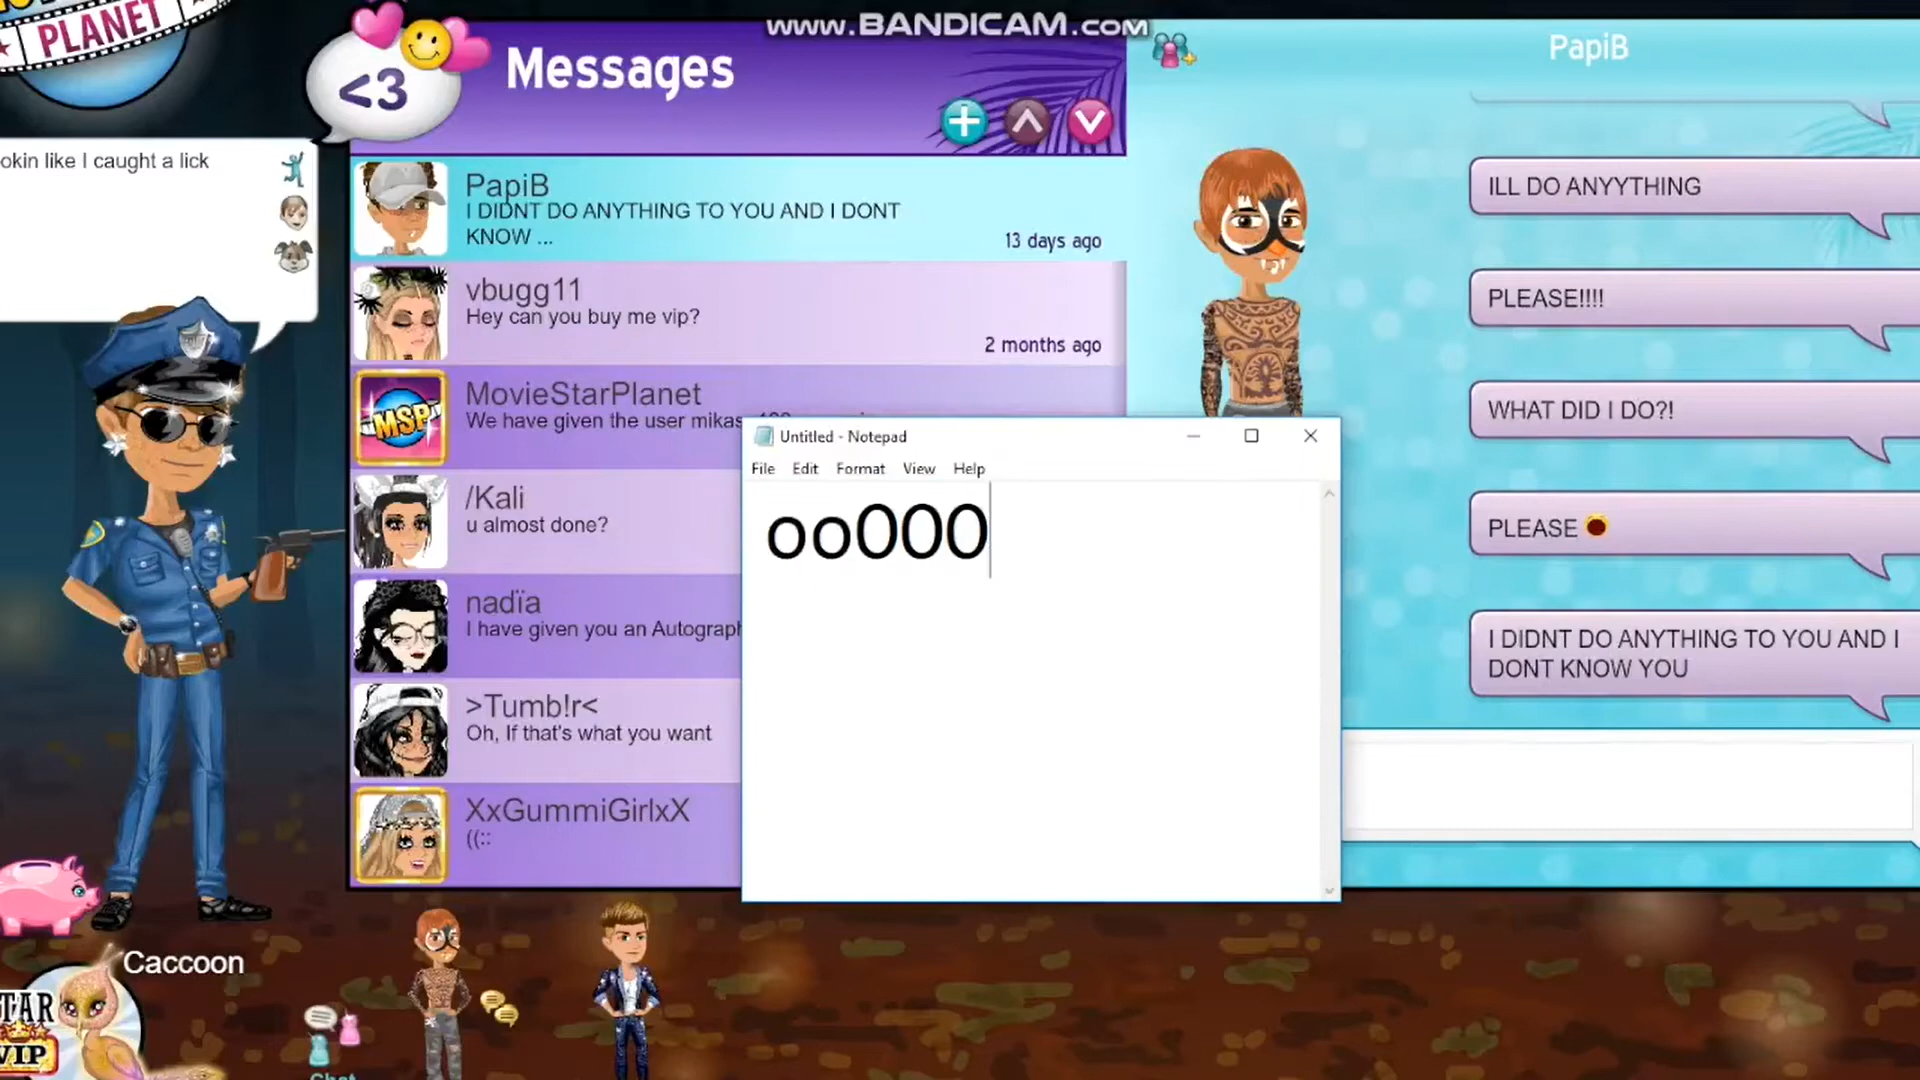 PLANET
www.BANDICAM.com
<3
Messages
PapiB
okin like I caught a lick
PapiB
I DIDNT DO ANYTHING TO YOU AND I DONT
KNOW ...
13 days ago
vbugg11
Hey can you buy me vip?
2 months ago
MSP
MovieStarPlanet
We have given the user mikas
/Kali
u almost done?
nadïa
I have given you an Autograph
>Tumb!r<
Oh, If that's what you want
XxGummiGirlxX
((::
Untitled - Notepad
File Edit Format View Help
ooOOO
ILL DO ANYYTHING
PLEASE!!!!
WHAT DID I DO?!
PLEASE
I DIDNT DO ANYTHING TO YOU AND I
DONT KNOW YOU
Caccoon
TAR
VIP
Chat